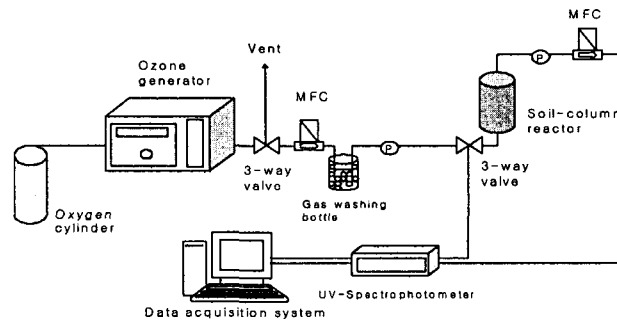 MFC
Vent
Ozone
generator
MFC
P
Soil-column
reactor
P
3-way
valvo
3-way
valve
Gas washing
bottle
Oxygen
cylinder
UV-Spectrophotometer
Data acquisition system